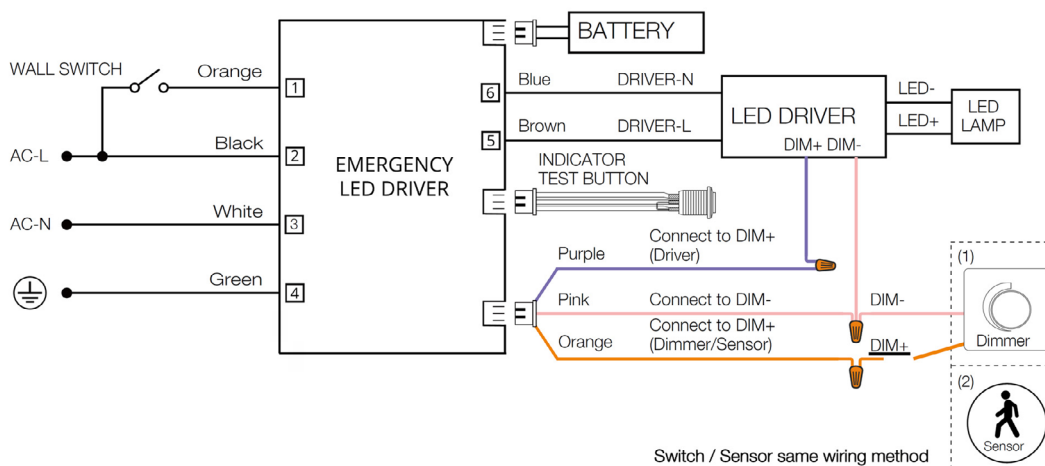 BATTERY
WALL SWITCH
Orange
1
6
Blue
DRIVER-N
LED DRIVER
DIM+ DIM-
LED-
LED+
LED
LAMP
AC-L
Black
2
5
Brown
DRIVER-L
EMERGENCY
LED DRIVER
INDICATOR
TEST BUTTON
AC-N
White
3
Green
4
Purple
Connect to DIM+
(Driver)
Pink
Connect to DIM-
DIM-
Orange
Connect to DIM+
(Dimmer/Sensor)
DIM+
(1)
Dimmer
(2)
Sensor
Switch / Sensor same wiring method